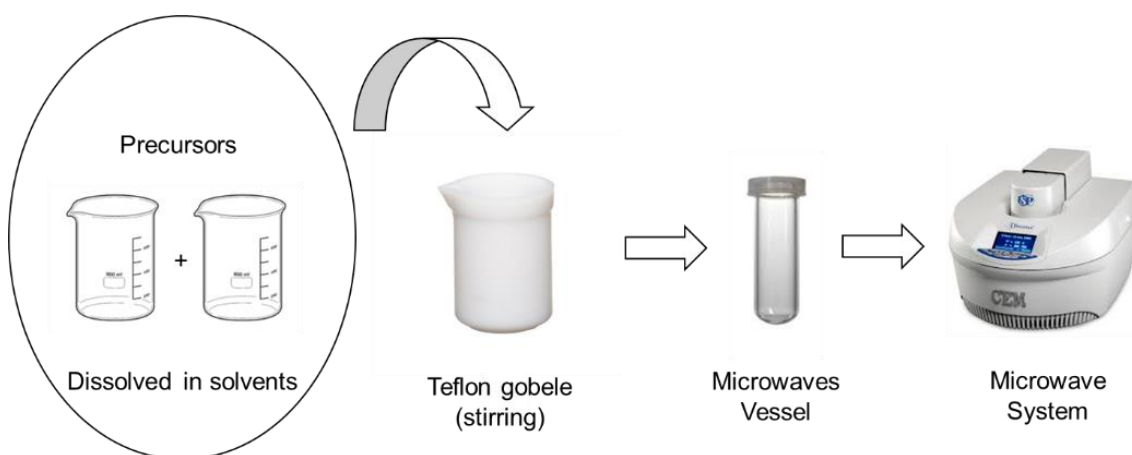 Precursors
+
Dissolved in solvents
Teflon gobele
(stirring)
Microwaves
Vessel
Microwave
System
CEM